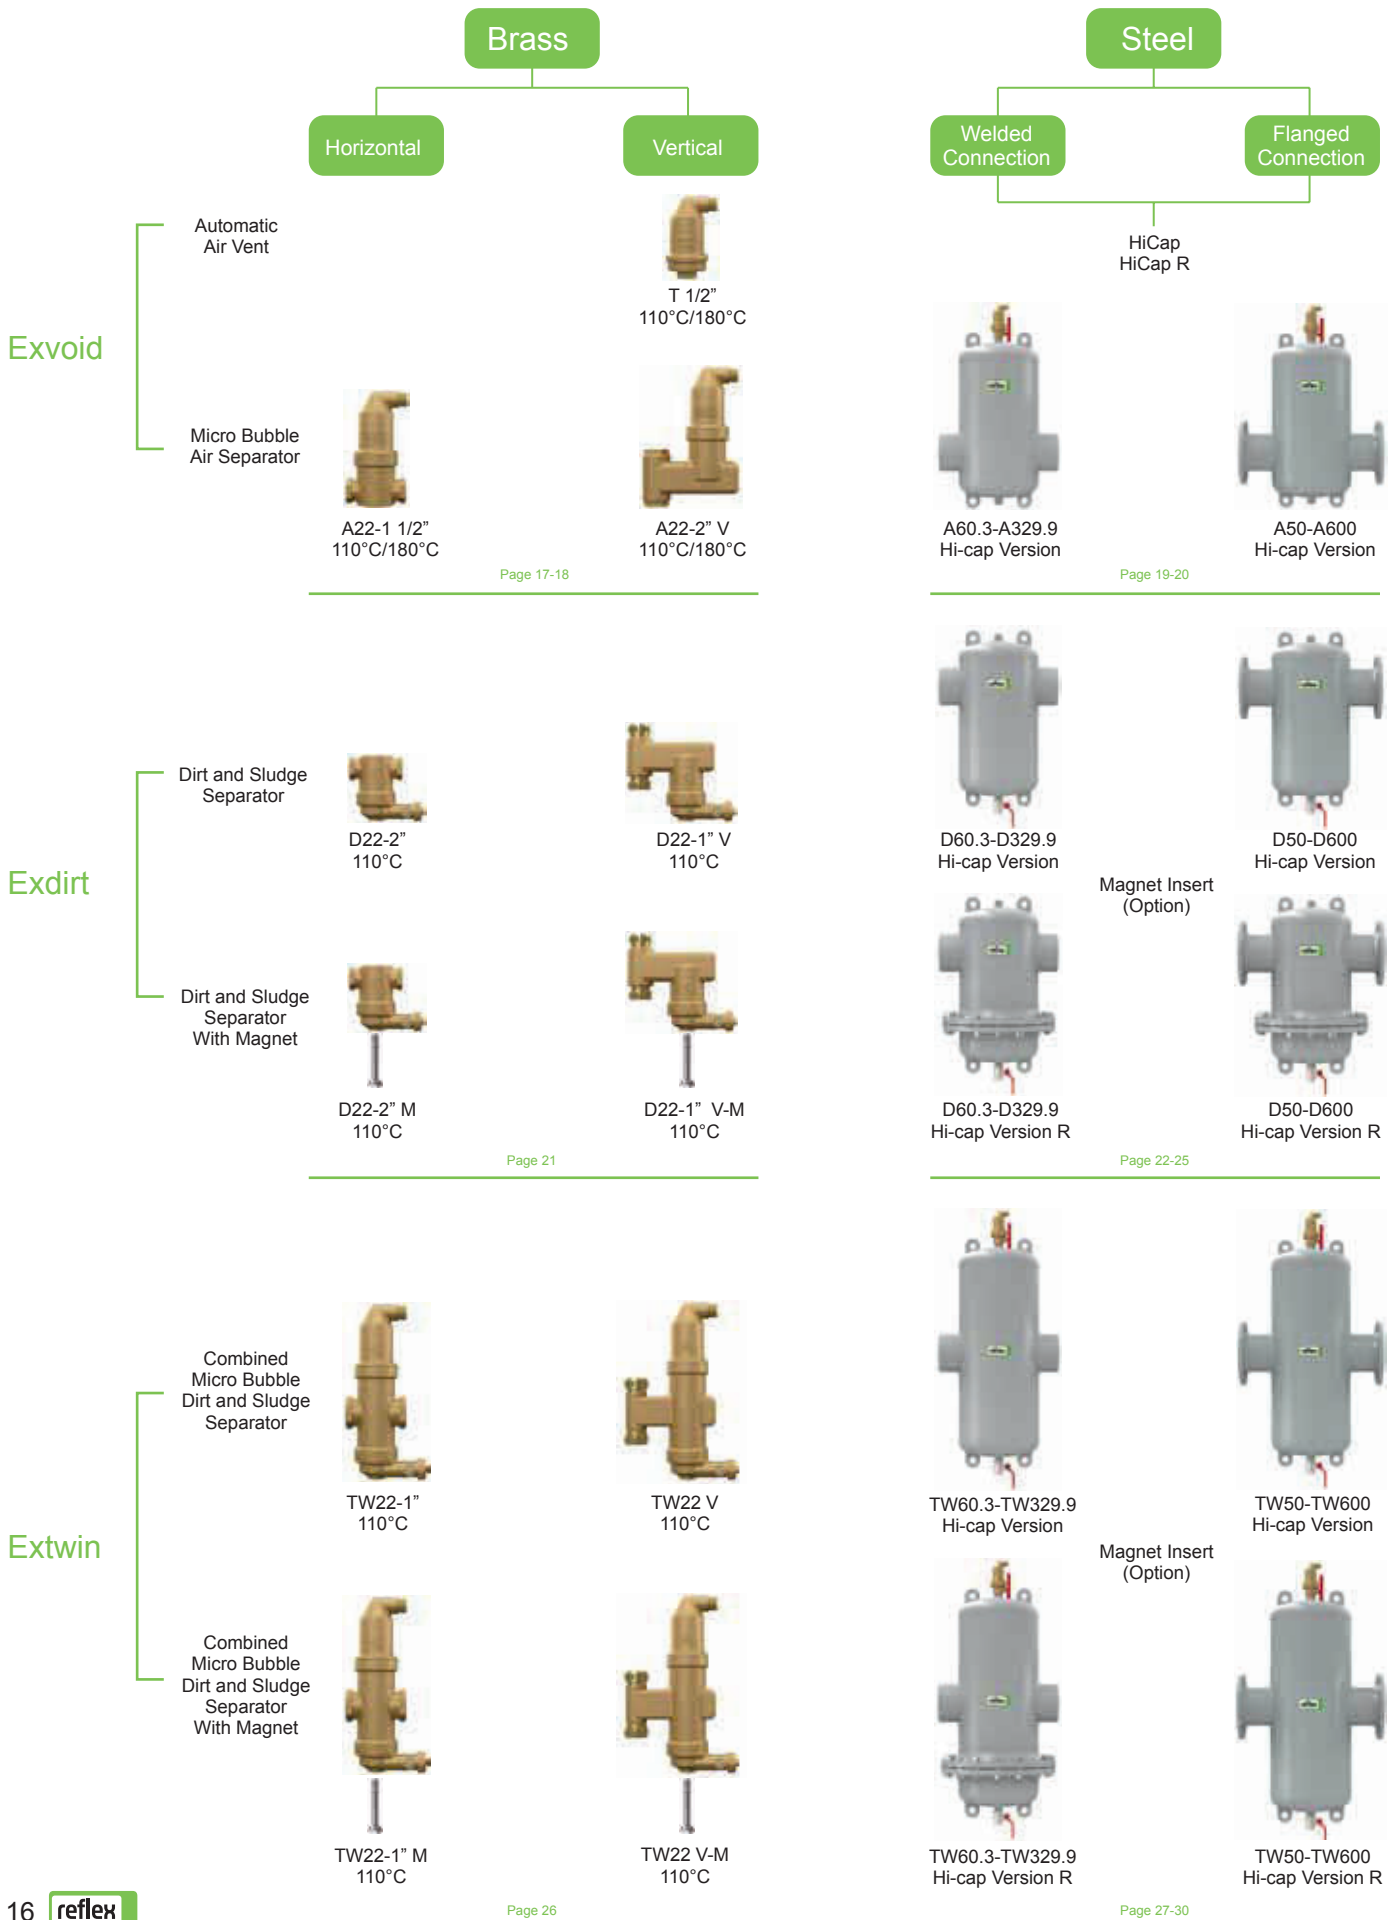 Brass
Steel
Horizontal
Vertical
Welded
Connection
Flanged
Connection
HiCap
HiCap R
Exvoid
Automatic
Air Vent
T 1/2”
110°C/180°C
Micro Bubble
Air Separator
A22-1 1/2”
110°C/180°C
A22-2” V
110°C/180°C
A60.3-A329.9
Hi-cap Version
A50-A600
Hi-cap Version
Page 17-18
Page 19-20
Exdirt
Dirt and Sludge
Separator
D22-2”
110°C
D22-1” V
110°C
D60.3-D329.9
Hi-cap Version
D50-D600
Hi-cap Version
Magnet Insert
(Option)
Dirt and Sludge
Separator
With Magnet
D22-2” M
110°C
D22-1”  V-M
110°C
D60.3-D329.9
Hi-cap Version R
D50-D600
Hi-cap Version R
Page 21
Page 22-25
Extwin
Combined
Micro Bubble
Dirt and Sludge
Separator
TW22-1”
110°C
TW22 V
110°C
TW60.3-TW329.9
Hi-cap Version
TW50-TW600
Hi-cap Version
Magnet Insert
(Option)
Combined
Micro Bubble
Dirt and Sludge
Separator
With Magnet
TW22-1” M
110°C
TW22 V-M
110°C
TW60.3-TW329.9
Hi-cap Version R
TW50-TW600
Hi-cap Version R
16
reflex
Page 26
Page 27-30